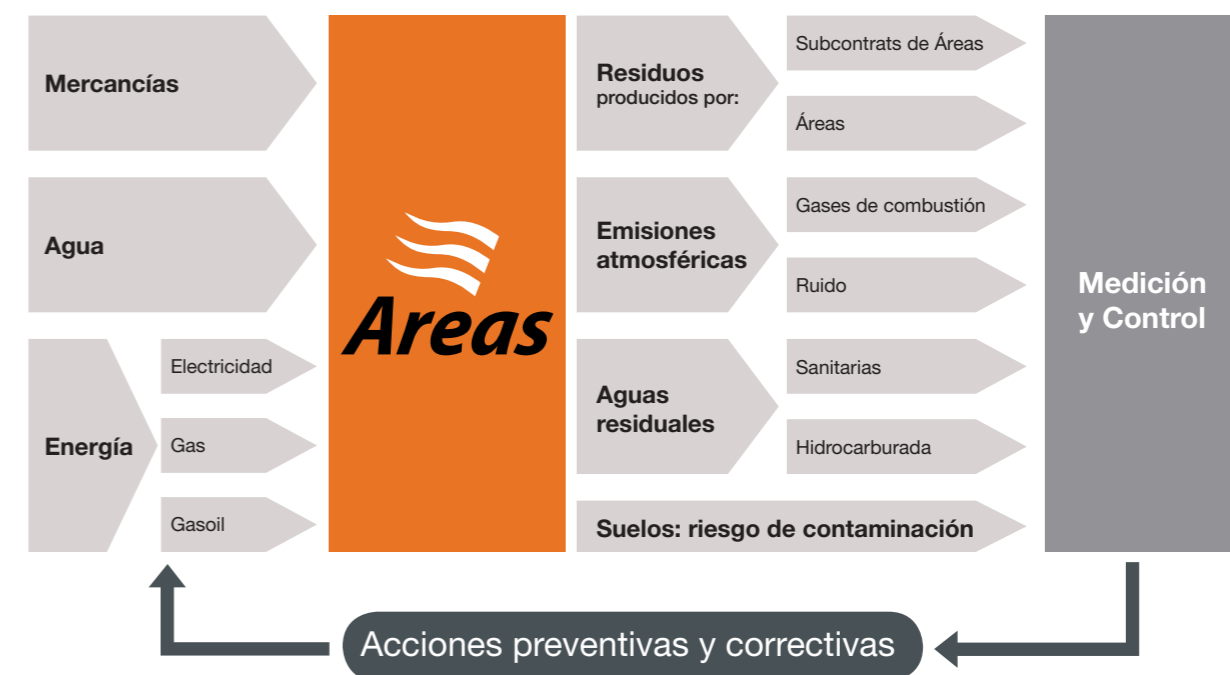 Mercancías
Agua
Energía
Electricidad
Gas
Gasoil
Areas
Residuos
producidos por:
Subcontrats de Áreas
Áreas
Emisiones
atmosféricas
Gases de combustión
Ruido
Aguas
residuales
Sanitarias
Hidrocarburada
Suelos: riesgo de contaminación
Medición
y Control
Acciones preventivas y correctivas